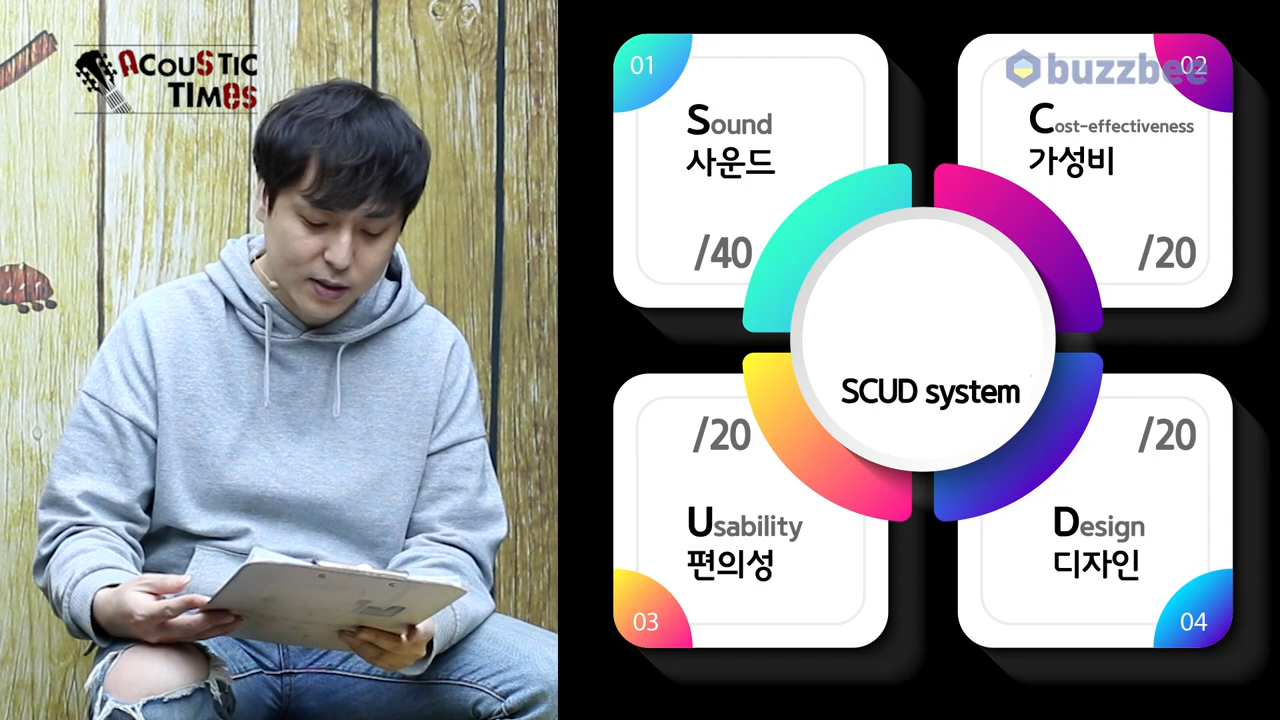 ACOUSTIC
TIMES
01
Sound
사운드
/40
02
buzzbee
Cost-effectiveness
가성비
/20
SCUD system
/20
Usability
편의성
03
/20
Design
디자인
04